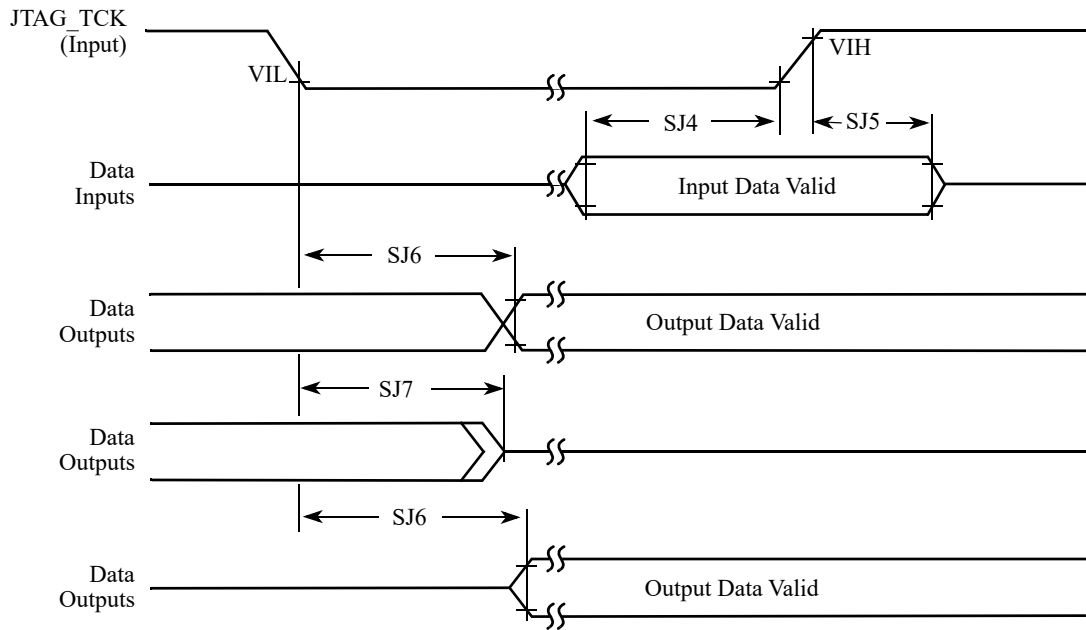 JTAG_TCK
(Input)
VIL
VIH
SJ4
SJ5
Data
Inputs
Input Data Valid
SJ6
Data
Outputs
Output Data Valid
SJ7
Data
Outputs
SJ6
Data
Outputs
Output Data Valid